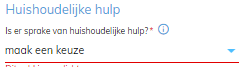 Huishoudelijke hulp
Is er sprake van huishoudelijke hulp?*
maak een keuze